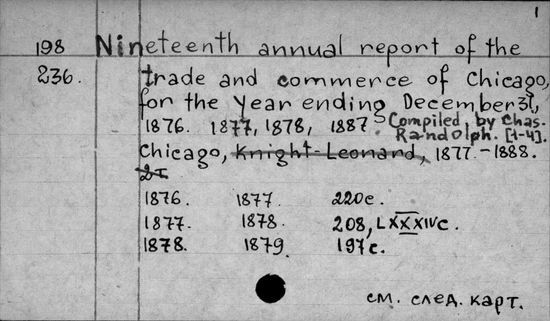 1
198 Nineteenth annual report of the
236. trade and commerce of Chicago,
for the Year ending December 31,
1876. 1877, 1878, 1887. Compiled by Chas.
Randolph. [1-4].
Chicago, Knight-Leonard, 1877.-1888.
1876. 1877. 220c.
1877. 1878. 208, LXXXIVc.
1878. 1879. 197c.
см. след. карт.